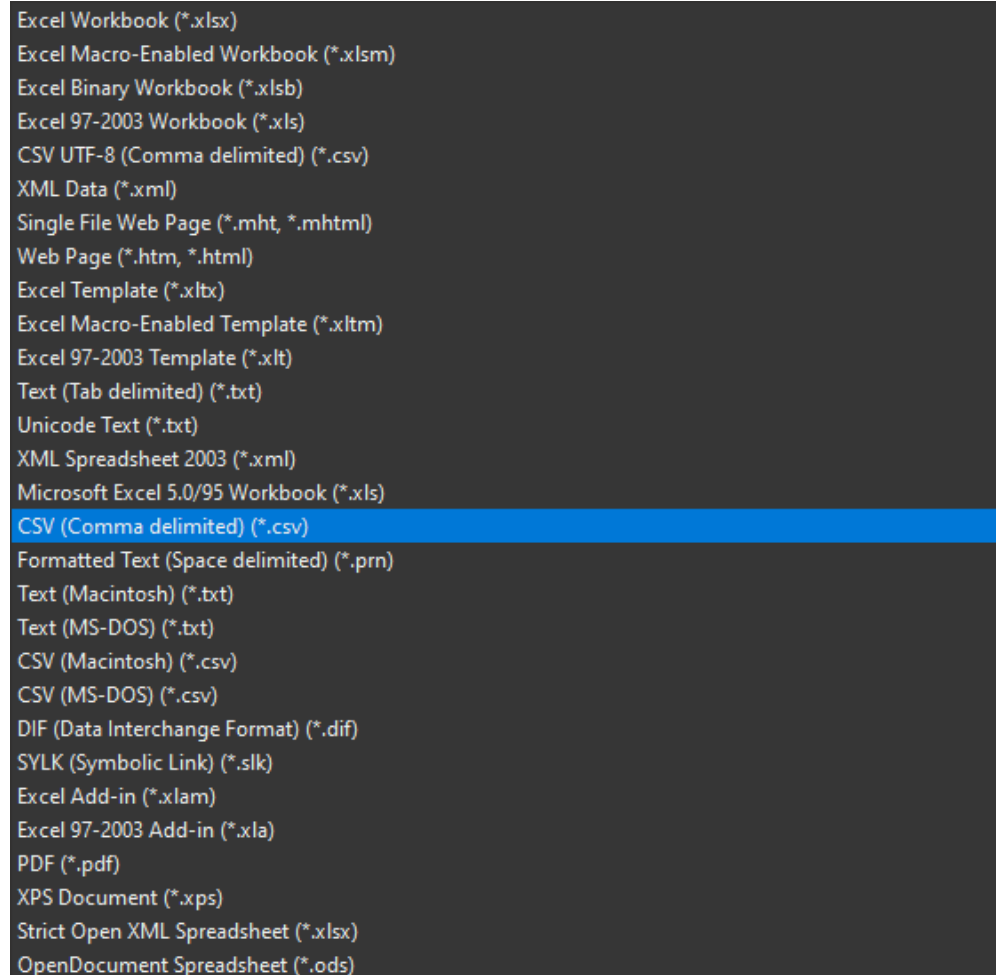 Excel Workbook (*.xlsx)
Excel Macro-Enabled Workbook (*.xlsm)
Excel Binary Workbook (*.xlsb)
Excel 97-2003 Workbook (*.xls)
CSV UTF-8 (Comma delimited) (*.csv)
XML Data (*.xml)
Single File Web Page (*.mht, *.mhtml)
Web Page (*.htm, *.html)
Excel Template (*.xltx)
Excel Macro-Enabled Template (*.xltm)
Excel 97-2003 Template (*.xlt)
Text (Tab delimited) (*.txt)
Unicode Text (*.txt)
XML Spreadsheet 2003 (*.xml)
Microsoft Excel 5.0/95 Workbook (*.xls)
CSV (Comma delimited) (*.csv)
Formatted Text (Space delimited) (*.prn)
Text (Macintosh) (*.txt)
Text (MS-DOS) (*.txt)
CSV (Macintosh) (*.csv)
CSV (MS-DOS) (*.csv)
DIF (Data Interchange Format) (*.dif)
SYLK (Symbolic Link) (*.slk)
Excel Add-in (*.xlam)
Excel 97-2003 Add-in (*.xla)
PDF (*.pdf)
XPS Document (*.xps)
Strict Open XML Spreadsheet (*.xlsx)
OpenDocument Spreadsheet (*.ods)